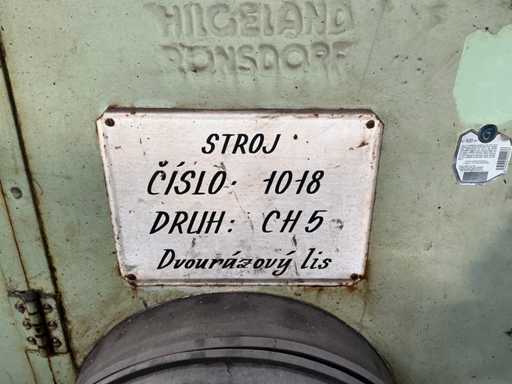 HILGELAND
RONSDORF
STROJ
ČÍSLO: 1018
DRUH: CH5
Dvourázový lis